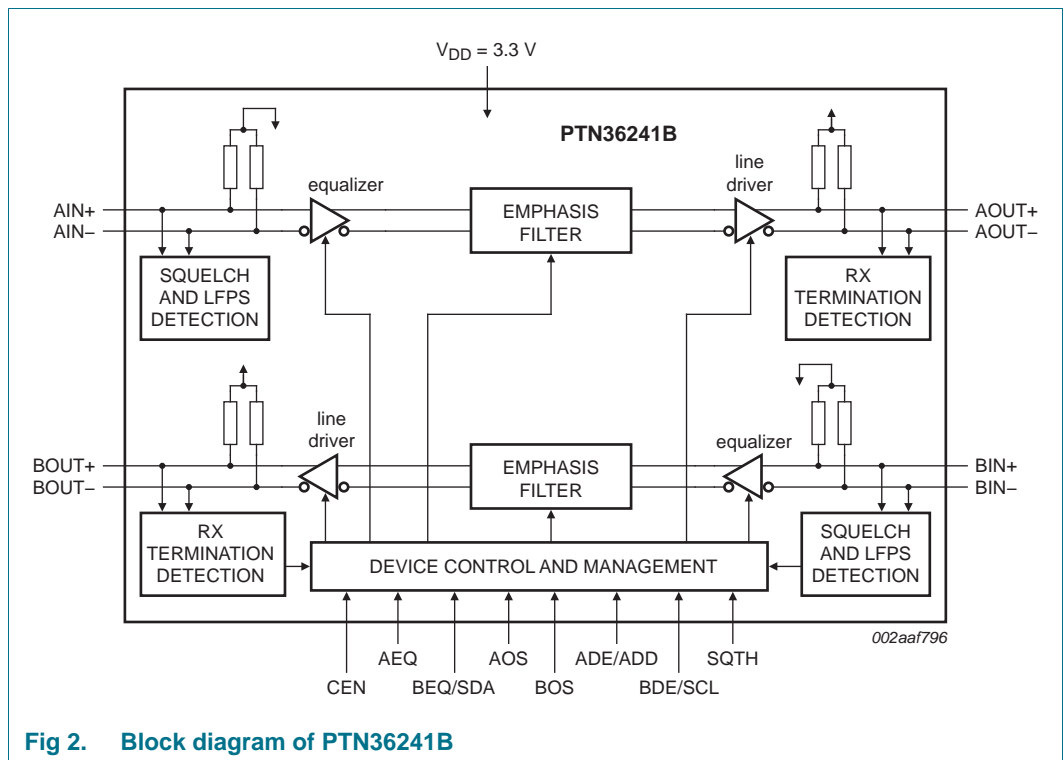 VDD = 3.3 V
PTN36241B
equalizer
line
driver
AIN+
AIN−
EMPHASIS
FILTER
AOUT+
AOUT−
SQUELCH
AND LFPS
DETECTION
RX
TERMINATION
DETECTION
line
driver
equalizer
BOUT+
BOUT−
EMPHASIS
FILTER
BIN+
BIN−
RX
TERMINATION
DETECTION
DEVICE CONTROL AND MANAGEMENT
SQUELCH
AND LFPS
DETECTION
002aaf796
AEQ
AOS
ADE/ADD
SQTH
CEN
BEQ/SDA
BOS
BDE/SCL
Fig 2. Block diagram of PTN36241B